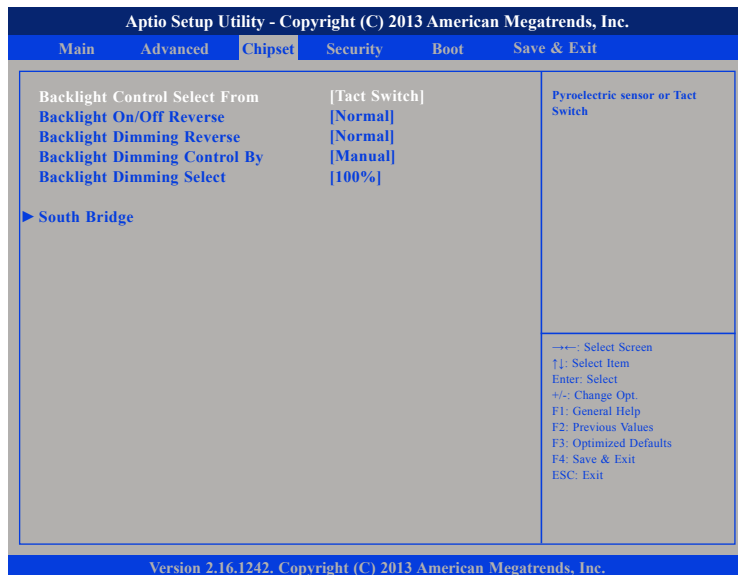 Aptio Setup Utility - Copyright (C) 2013 American Megatrends, Inc.
Main Advanced Chipset Security Boot Save & Exit
Backlight Control Select From [Tact Switch]
Backlight On/Off Reverse [Normal]
Backlight Dimming Reverse [Normal]
Backlight Dimming Control By [Manual]
Backlight Dimming Select [100%]
► South Bridge
Pyroelectric sensor or Tact
Switch
→←: Select Screen
↑↓: Select Item
Enter: Select
+/-: Change Opt.
F1: General Help
F2: Previous Values
F3: Optimized Defaults
F4: Save & Exit
ESC: Exit
Version 2.16.1242. Copyright (C) 2013 American Megatrends, Inc.